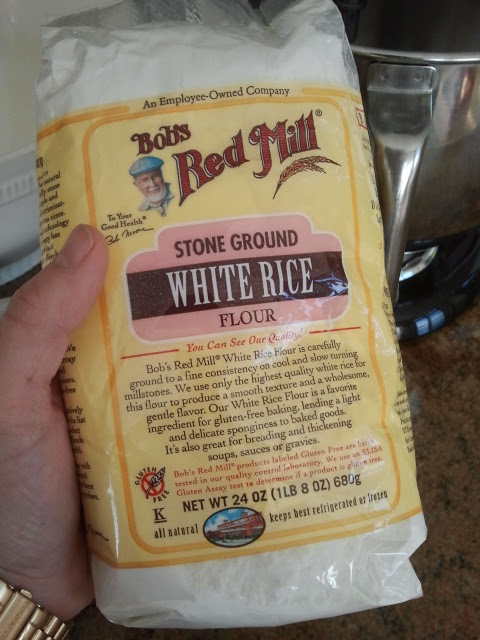 An Employee-Owned Company
Bob's
Red Mill®
To Your
Good Health®
Bob Moore
STONE GROUND
WHITE RICE
FLOUR
You Can See Our Quality!
Bob's Red Mill® White Rice Flour is carefully
ground to a fine consistency on cool and slow turning
millstones. We use only the highest quality white rice for
this flour to produce a smooth texture and a wholesome,
gentle flavor. Our White Rice Flour is a favorite
ingredient for gluten-free baking, lending a light
and delicate sponginess to baked goods.
It's also great for breading and thickening
soups, sauces or gravies.
Bob's Red Mill® products labeled Gluten Free are batch
tested in our quality control laboratory. We use an ELISA
Gluten Assay test to determine if a product is gluten free.
GLUTEN FREE
NET WT 24 OZ (1LB 8 OZ) 680g
K
all natural
keeps best refrigerated or frozen